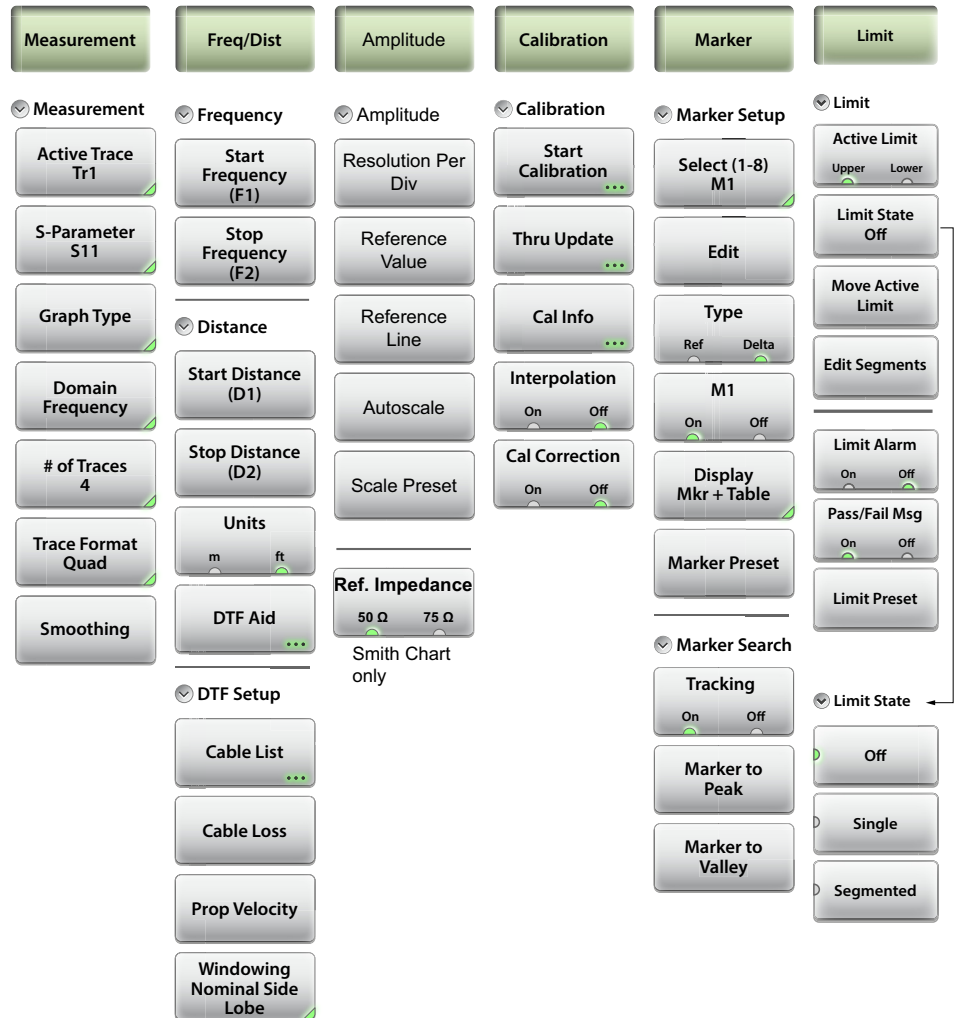 Measurement
Freq/Dist
Amplitude
Calibration
Marker
Limit
Measurement
Active Trace
Tr1
S-Parameter
S11
Graph Type
Domain
Frequency
# of Traces
4
Trace Format
Quad
Smoothing
Frequency
Start
Frequency
(F1)
Stop
Frequency
(F2)
Distance
Start Distance
(D1)
Stop Distance
(D2)
Units
m ft
DTF Aid
DTF Setup
Cable List
Cable Loss
Prop Velocity
Windowing
Nominal Side
Lobe
Amplitude
Resolution Per
Div
Reference
Value
Reference
Line
Autoscale
Scale Preset
Ref. Impedance
50 Ω 75 Ω
Smith Chart
only
Calibration
Start
Calibration
Thru Update
Cal Info
Interpolation
On Off
Cal Correction
On Off
Marker Setup
Select (1-8)
M1
Edit
Type
Ref Delta
M1
On Off
Display
Mkr + Table
Marker Preset
Marker Search
Tracking
On Off
Marker to
Peak
Marker to
Valley
Limit
Active Limit
Upper Lower
Limit State
Off
Move Active
Limit
Edit Segments
Limit Alarm
On Off
Pass/Fail Msg
On Off
Limit Preset
Limit State
Off
Single
Segmented